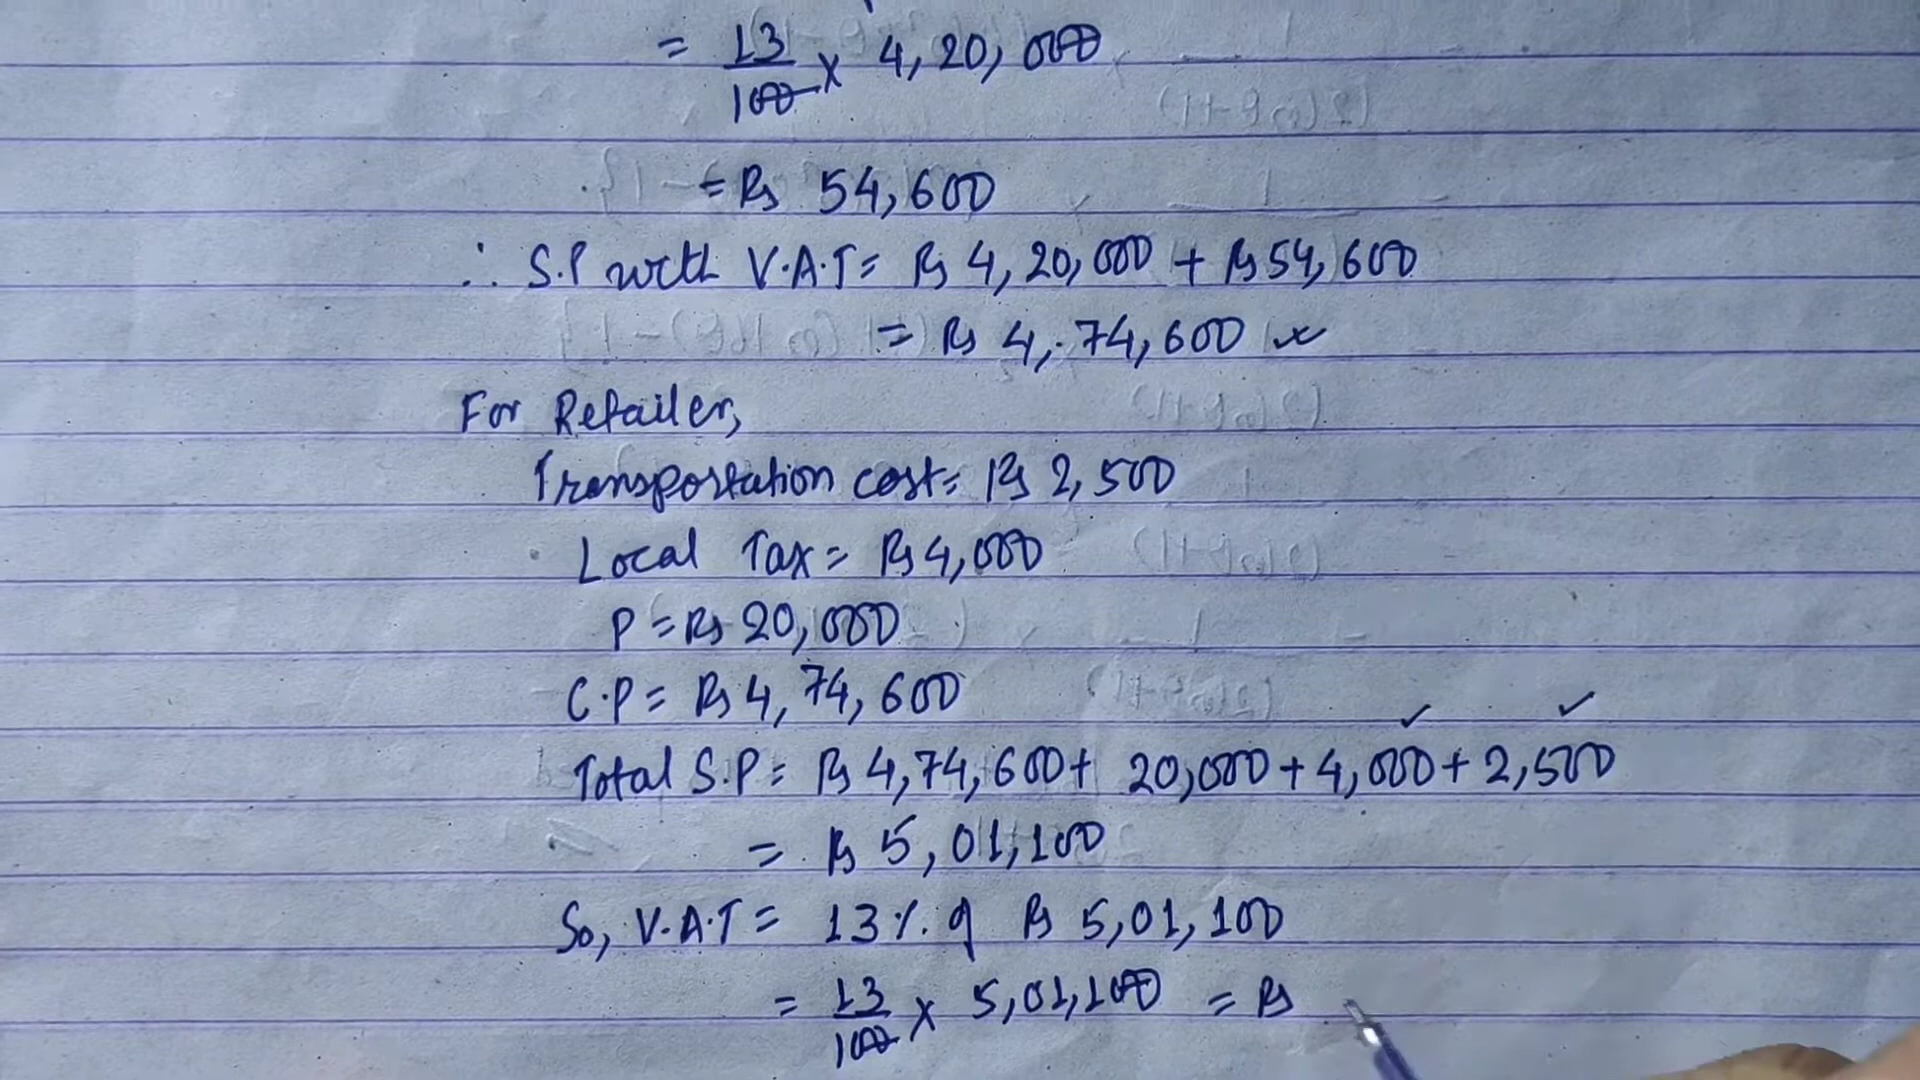 = 13/100 × 4,20,000
= Rs 54,600
∴ S.P with V.A.T = Rs 4,20,000 + Rs 54,600
= Rs 4,74,600
For Retailer,
Transportation cost = Rs 2,500
Local Tax = Rs 4,000
P = Rs 20,000
C.P = Rs 4,74,600
Total S.P = Rs 4,74,600 + 20,000 + 4,000 + 2,500
= Rs 5,01,100
So, V.A.T = 13% of Rs 5,01,100
= 13/100 × 5,01,100 = Rs